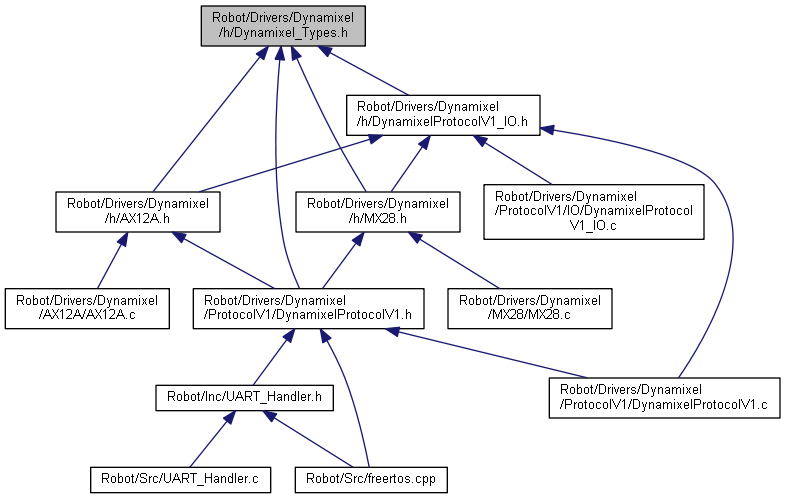 Robot/Drivers/Dynamixel
/h/Dynamixel_Types.h
Robot/Drivers/Dynamixel
/h/DynamixelProtocolV1_IO.h
Robot/Drivers/Dynamixel
/h/AX12A.h
Robot/Drivers/Dynamixel
/h/MX28.h
Robot/Drivers/Dynamixel
/ProtocolV1/IO/DynamixelProtocol
V1_IO.c
Robot/Drivers/Dynamixel
/AX12A/AX12A.c
Robot/Drivers/Dynamixel
/ProtocolV1/DynamixelProtocolV1.h
Robot/Drivers/Dynamixel
/MX28/MX28.c
Robot/Inc/UART_Handler.h
Robot/Drivers/Dynamixel
/ProtocolV1/DynamixelProtocolV1.c
Robot/Src/UART_Handler.c
Robot/Src/freertos.cpp